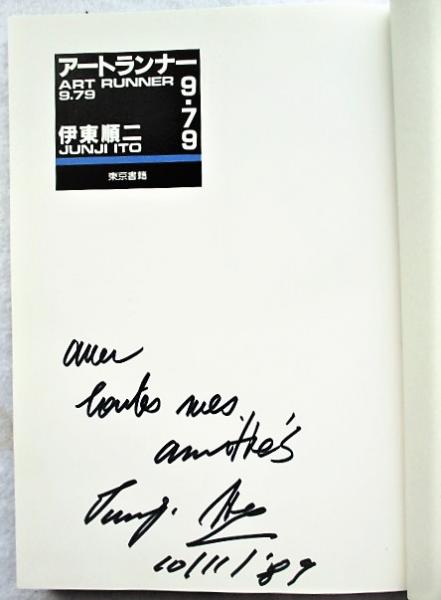 アートランナー
ART RUNNER
9.79
9・79
伊東順二
JUNJI ITO
東京書籍
avec
toutes mes
amitiés
Junji Ito
10/11/'89